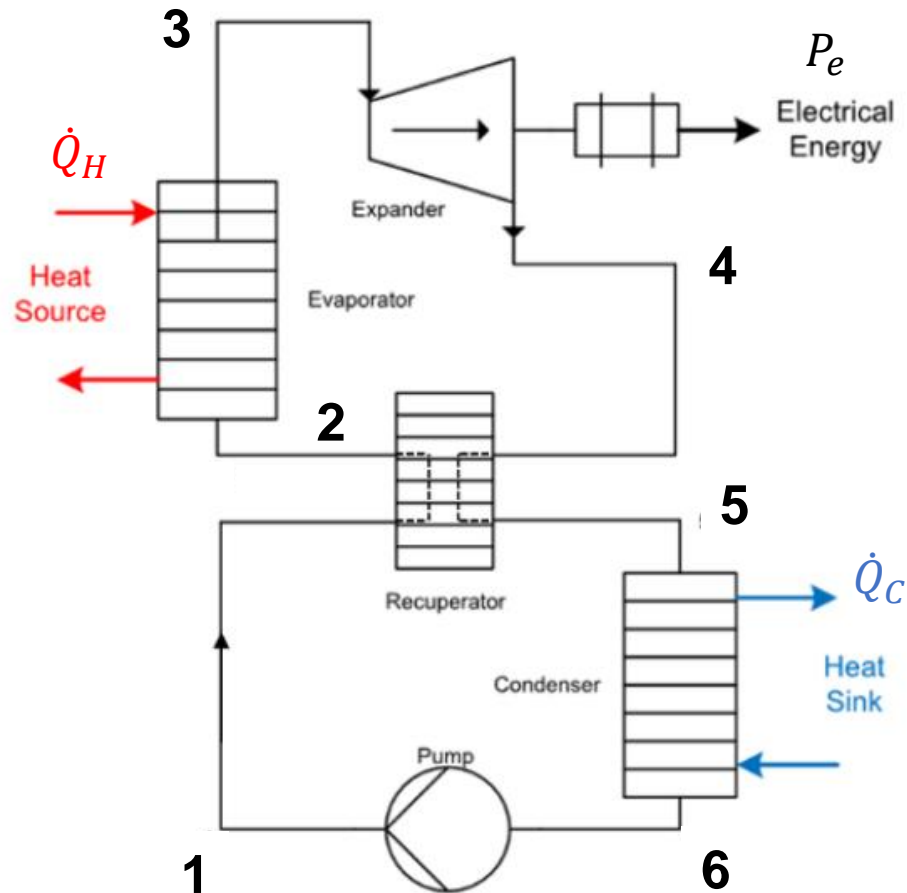 3
P_e
Electrical
Energy
Q̇_H
Expander
4
Heat
Source
Evaporator
2
5
Q̇_C
Recuperator
Condenser
Heat
Sink
Pump
1
6